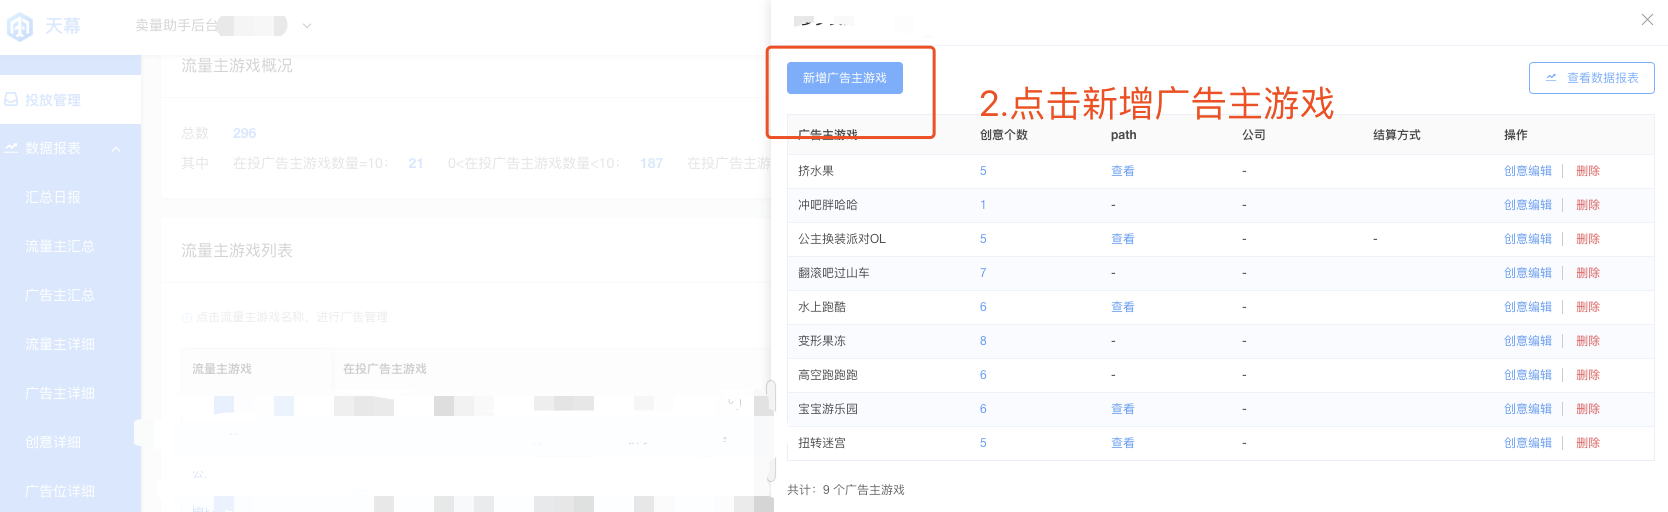 天幕
卖量助手后台
投放管理
数据报表
汇总日报
流量主汇总
广告主汇总
流量主详细
广告主详细
创意详细
广告位详细
流量主游戏概况
总数 296
其中 在投广告主游戏数量=10： 21 0<在投广告主游戏数量<10： 187 在投广告主游
流量主游戏列表
点击流量主游戏名称，进行广告管理
流量主游戏 在投广告主游戏
新增广告主游戏
查看数据报表
2.点击新增广告主游戏
广告主游戏 创意个数 path 公司 结算方式 操作
挤水果 5 查看 - 创意编辑 | 删除
冲吧胖哈哈 1 - - 创意编辑 | 删除
公主换装派对OL 5 查看 - - 创意编辑 | 删除
翻滚吧过山车 7 - - 创意编辑 | 删除
水上跑酷 6 查看 - 创意编辑 | 删除
变形果冻 8 - - 创意编辑 | 删除
高空跑跑跑 6 - - 创意编辑 | 删除
宝宝游乐园 6 查看 - 创意编辑 | 删除
扭转迷宫 5 查看 - 创意编辑 | 删除
共计：9 个广告主游戏